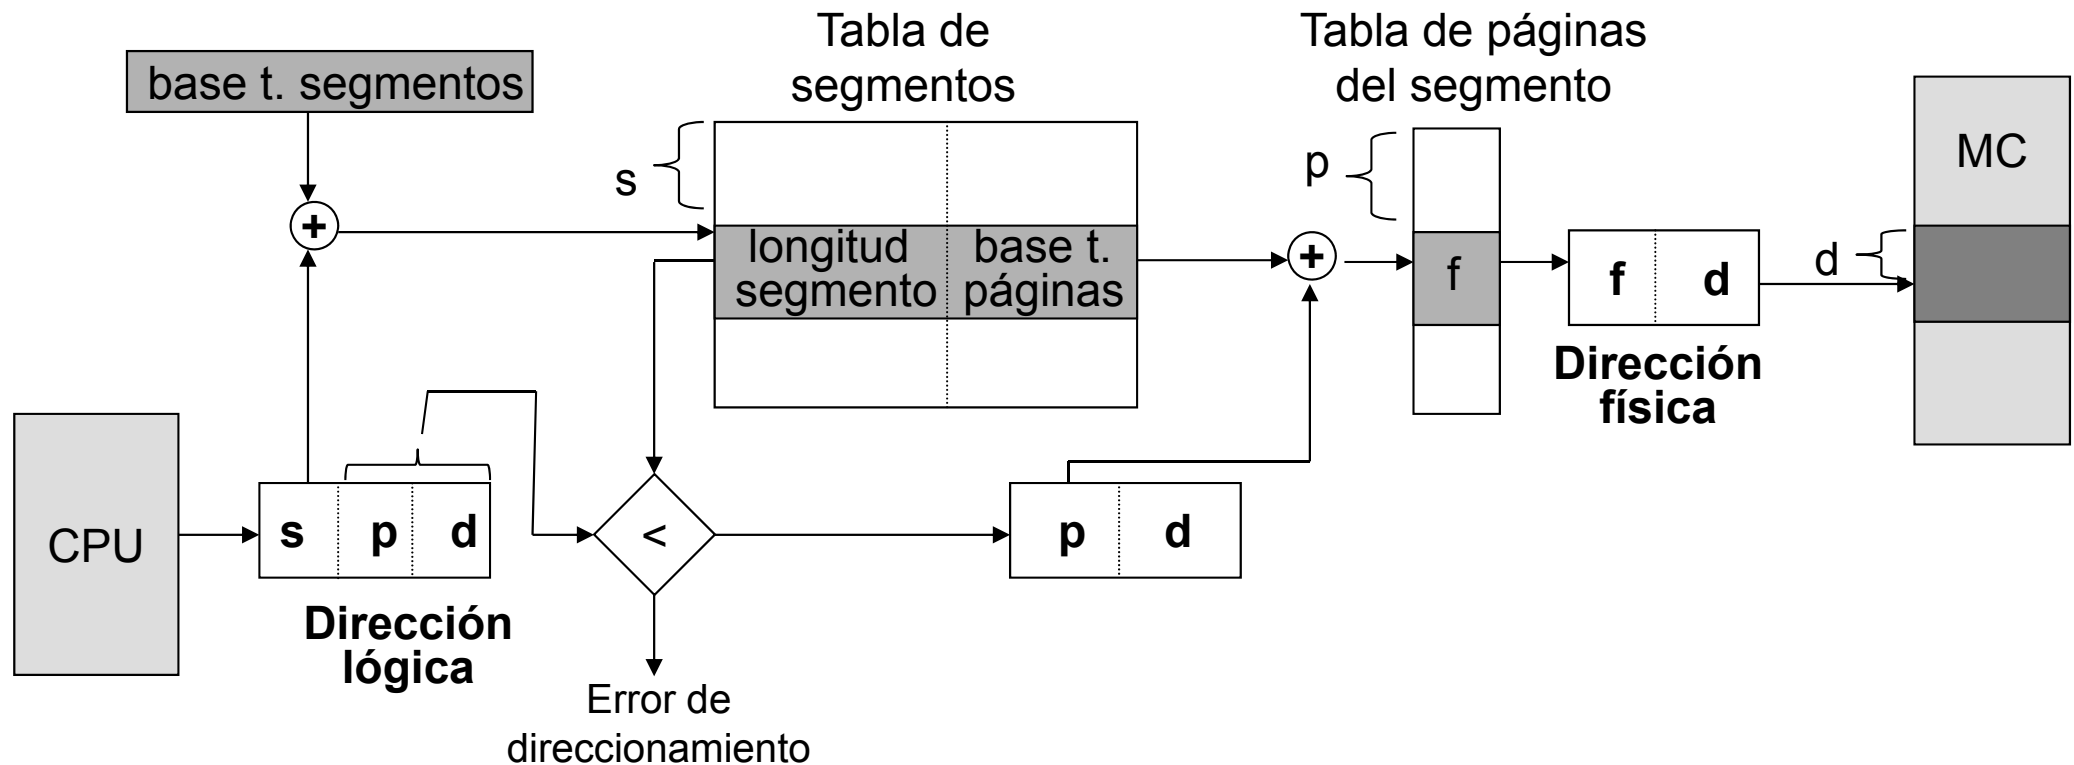 Tabla de
segmentos
Tabla de páginas
del segmento
base t. segmentos
MC
s
p
+
longitud
segmento
base t.
páginas
+
f
f d
d
Dirección
física
CPU
s p d
<
p d
Dirección
lógica
Error de
direccionamiento